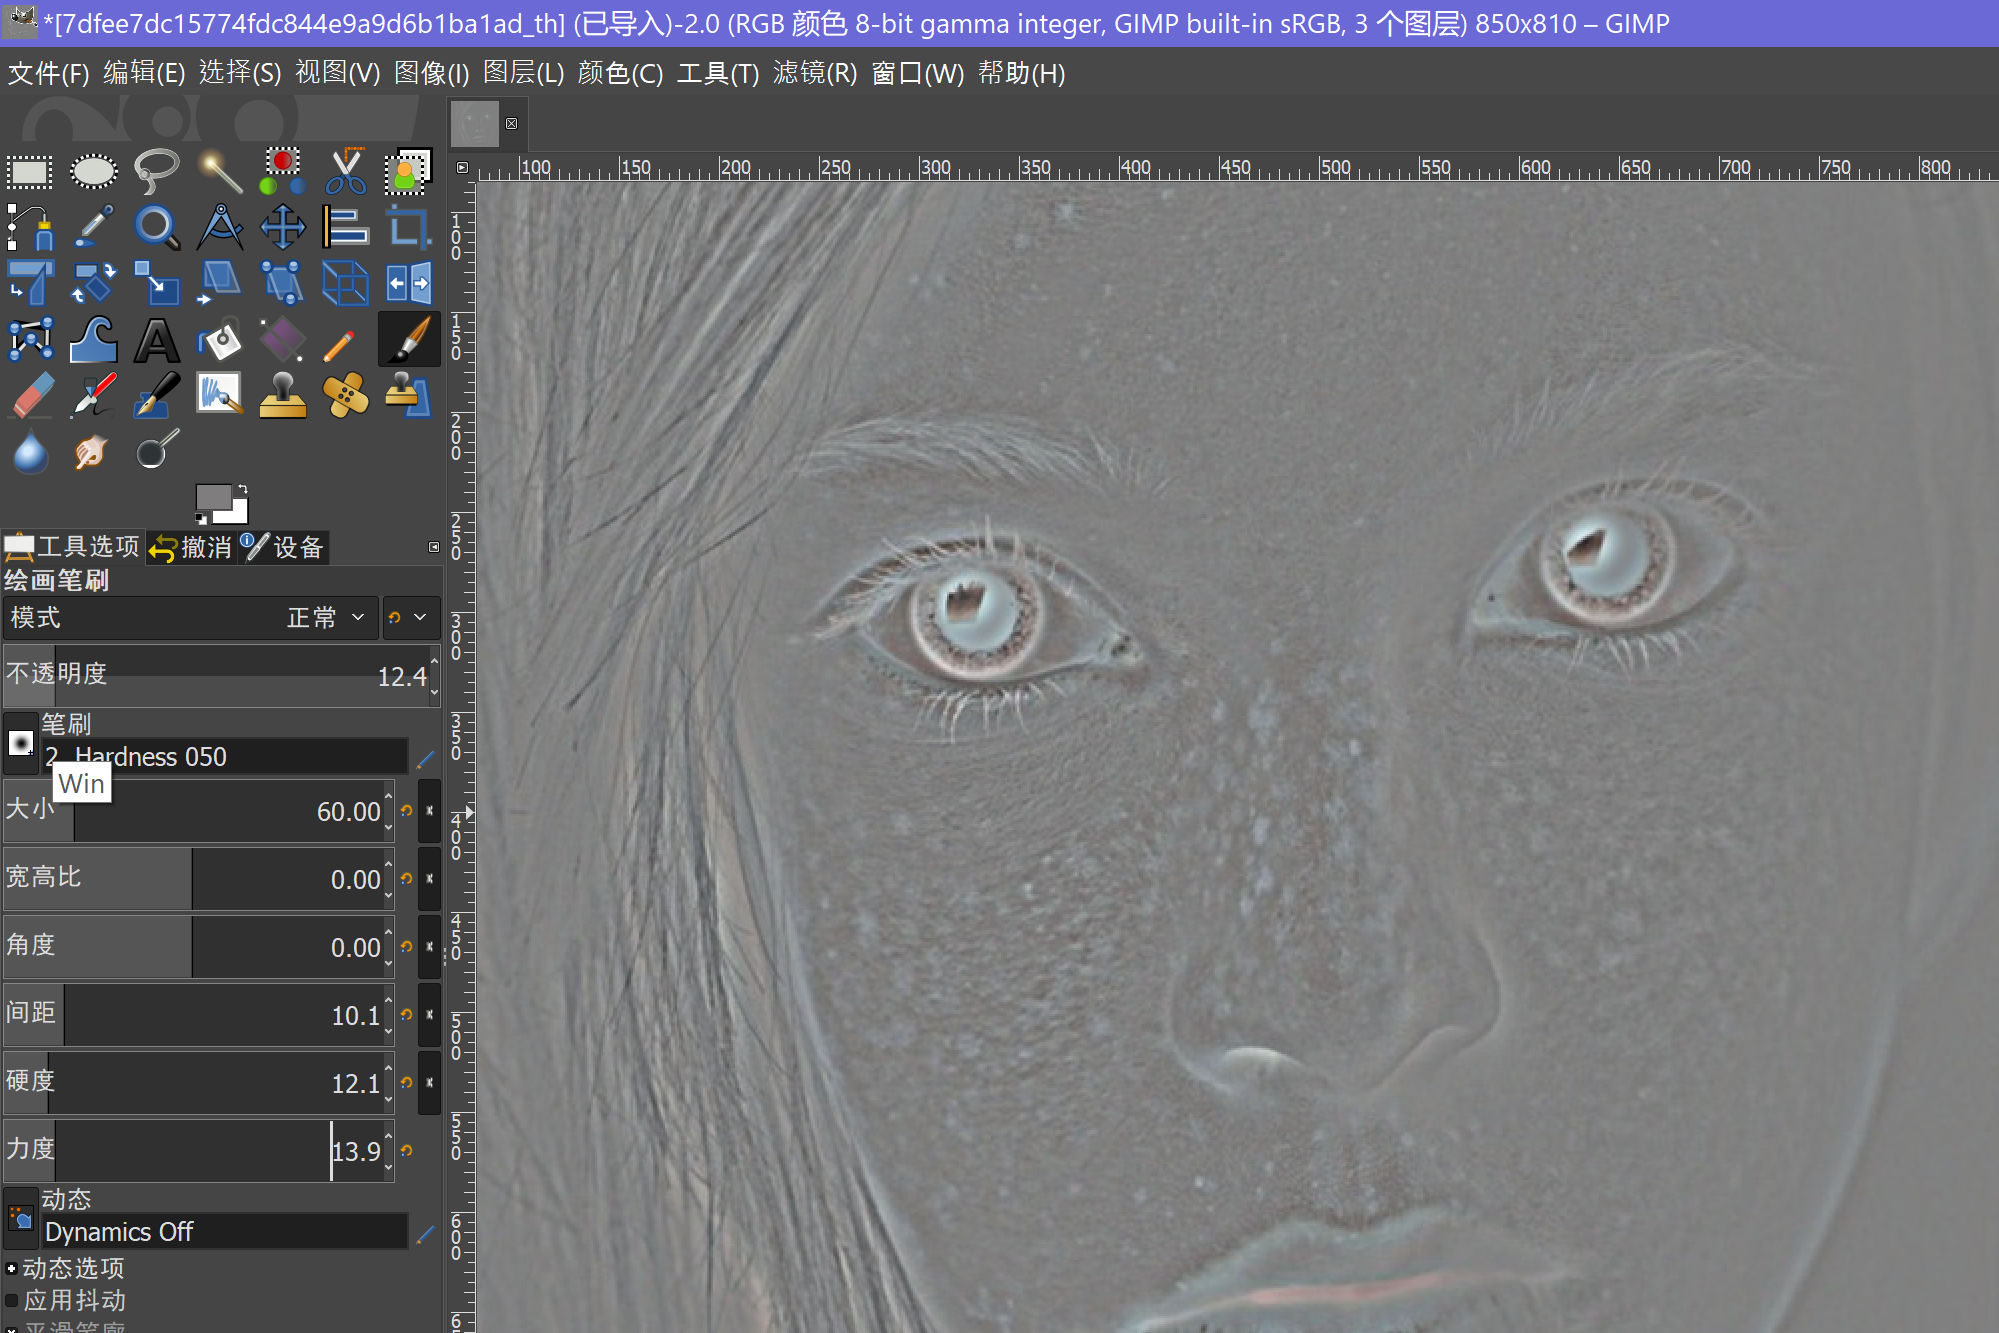 *[7dfee7dc15774fdc844e9a9d6b1ba1ad_th] (已导入)-2.0 (RGB 颜色 8-bit gamma integer, GIMP built-in sRGB, 3 个图层) 850x810 – GIMP
文件(F) 编辑(E) 选择(S) 视图(V) 图像(I) 图层(L) 颜色(C) 工具(T) 滤镜(R) 窗口(W) 帮助(H)
100 150 200 250 300 350 400 450 500 550 600 650 700 750 800
100
150
200
250
300
350
400
450
500
550
600
工具选项 撤消 设备
绘画笔刷
模式 正常
不透明度 12.4
笔刷
2. Hardness 050
Win
大小 60.00
宽高比 0.00
角度 0.00
间距 10.1
硬度 12.1
力度 13.9
动态
Dynamics Off
动态选项
应用抖动